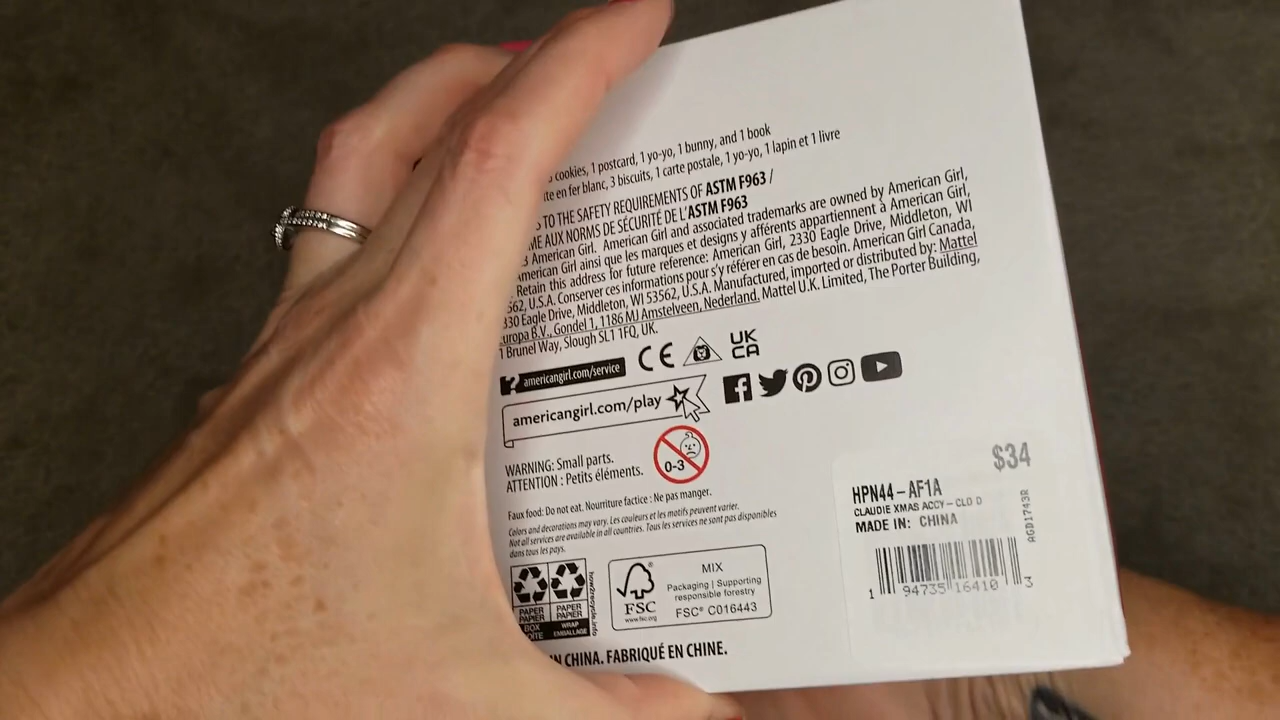 cookies, 1 postcard, 1 yo-yo, 1 bunny, and 1 book
en fer blanc, 3 biscuits, 1 carte postale, 1 yo-yo, 1 lapin et 1 livre
TO THE SAFETY REQUIREMENTS OF ASTM F963 /
AUX NORMS DE SÉCURITÉ DE L'ASTM F963
American Girl. American Girl and associated trademarks are owned by American Girl,
American Girl ainsi que les marques et designs y afférents appartiennent à American Girl,
Retain this address for future reference: American Girl, 2330 Eagle Drive, Middleton, WI
U.S.A. Conserver ces informations pour s'y référer en cas de besoin. American Girl Canada,
Eagle Drive, Middleton, WI 53562, U.S.A. Manufactured, imported or distributed by: Mattel
B.V., Gondel 1, 1186 MJ Amstelveen, Nederland. Mattel U.K. Limited, The Porter Building,
1 Brunel Way, Slough SL1 1FQ, UK.
CE
UK
CA
? americangirl.com/service
americangirl.com/play
WARNING: Small parts.
ATTENTION : Petits éléments.
0-3
Faux food: Do not eat. Nourriture factice : Ne pas manger.
Colors and decorations may vary. Les couleurs et les motifs peuvent varier.
Not all services are available in all countries. Tous les services ne sont pas disponibles
dans tous les pays.
PAPER PAPER
PAPIER PAPIER
BOX WRAP
EMBALLAGE
how2recycle.info
FSC
www.fsc.org
MIX
Packaging | Supporting
responsible forestry
FSC® C016443
IN CHINA. FABRIQUÉ EN CHINE.
$34
HPN44-AF1A
CLAUDIE XMAS ACCY-CLD D
MADE IN: CHINA
AGD1743R
1 94735 16410 3